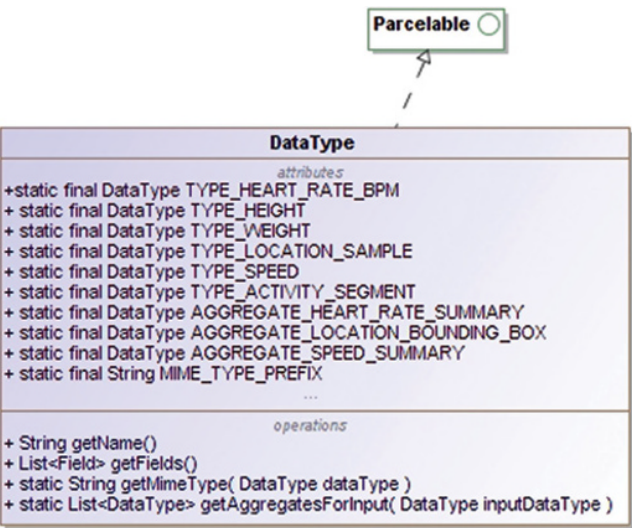 Parcelable
DataType
attributes
+static final DataType TYPE_HEART_RATE_BPM
+ static final DataType TYPE_HEIGHT
+ static final DataType TYPE_WEIGHT
+ static final DataType TYPE_LOCATION_SAMPLE
+ static final DataType TYPE_SPEED
+ static final DataType TYPE_ACTIVITY_SEGMENT
+ static final DataType AGGREGATE_HEART_RATE_SUMMARY
+ static final DataType AGGREGATE_LOCATION_BOUNDING_BOX
+ static final DataType AGGREGATE_SPEED_SUMMARY
+ static final String MIME_TYPE_PREFIX
...
operations
+ String getName()
+ List<Field> getFields()
+ static String getMimeType( DataType dataType )
+ static List<DataType> getAggregatesForInput( DataType inputDataType )